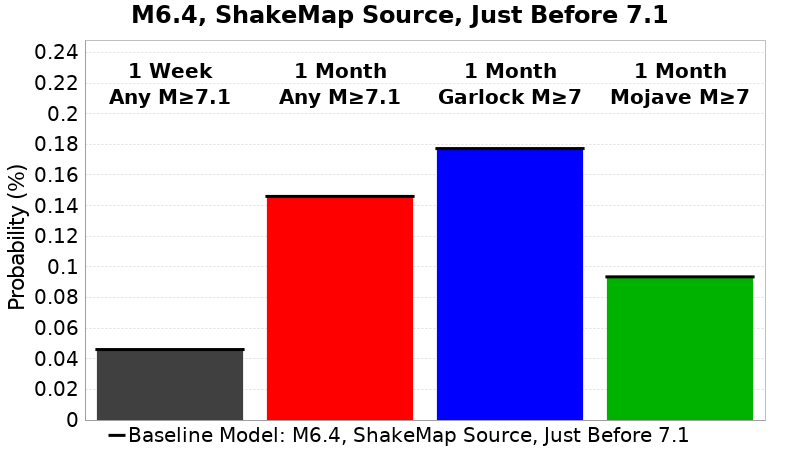 M6.4, ShakeMap Source, Just Before 7.1
Probability (%)
0.24
0.22
0.2
0.18
0.16
0.14
0.12
0.1
0.08
0.06
0.04
0.02
0
1 Week
Any M≥7.1
1 Month
Any M≥7.1
1 Month
Garlock M≥7
1 Month
Mojave M≥7
Baseline Model: M6.4, ShakeMap Source, Just Before 7.1